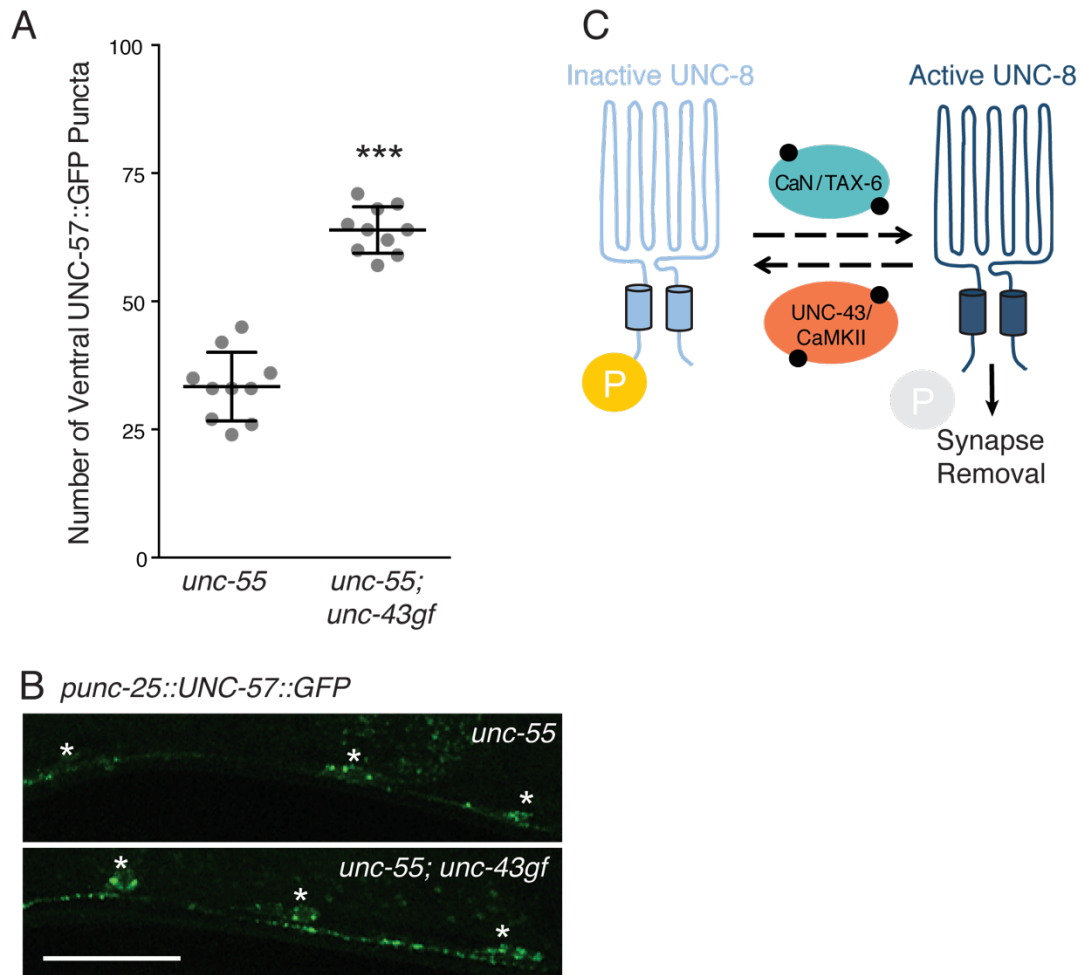 A
Number of Ventral UNC-57::GFP Puncta
100
75
50
25
0
***
unc-55
unc-55;
unc-43gf
B punc-25::UNC-57::GFP
* unc-55
*
*
* unc-55; unc-43gf
*
*
C
Inactive UNC-8
Active UNC-8
CaN/TAX-6
UNC-43/
CaMKII
P
P
Synapse
Removal